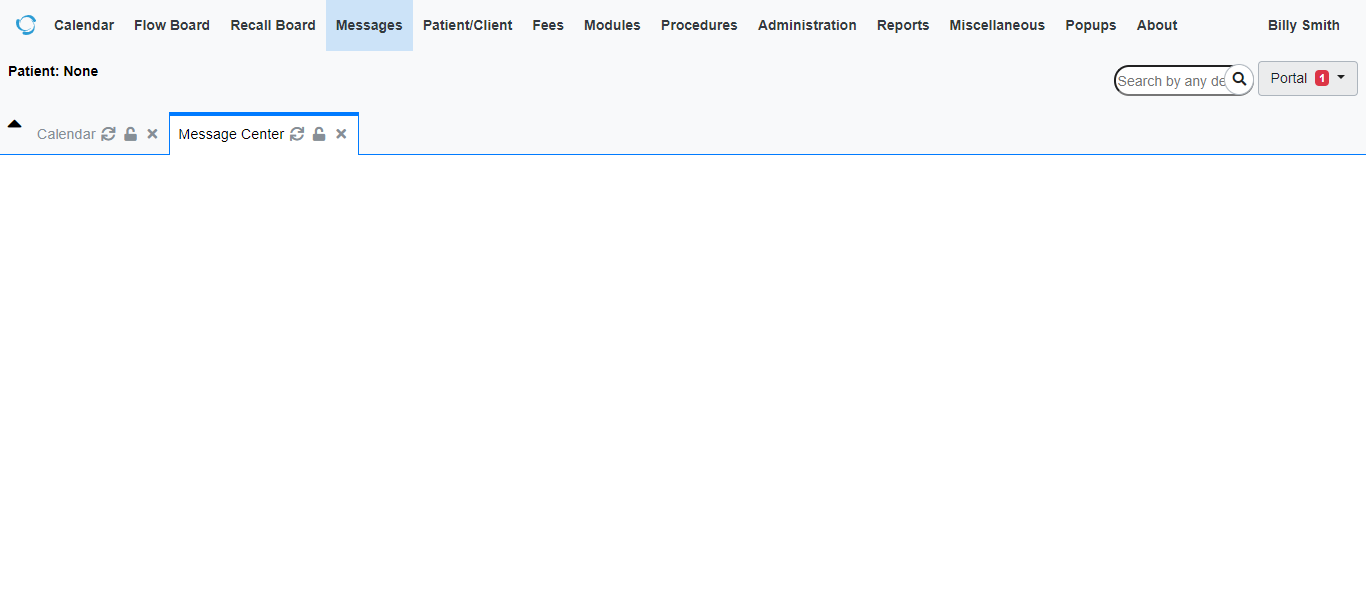 Calendar Flow Board Recall Board Messages Patient/Client Fees Modules Procedures Administration Reports Miscellaneous Popups About Billy Smith
Patient: None
Search by any de
Portal 1
Calendar Message Center